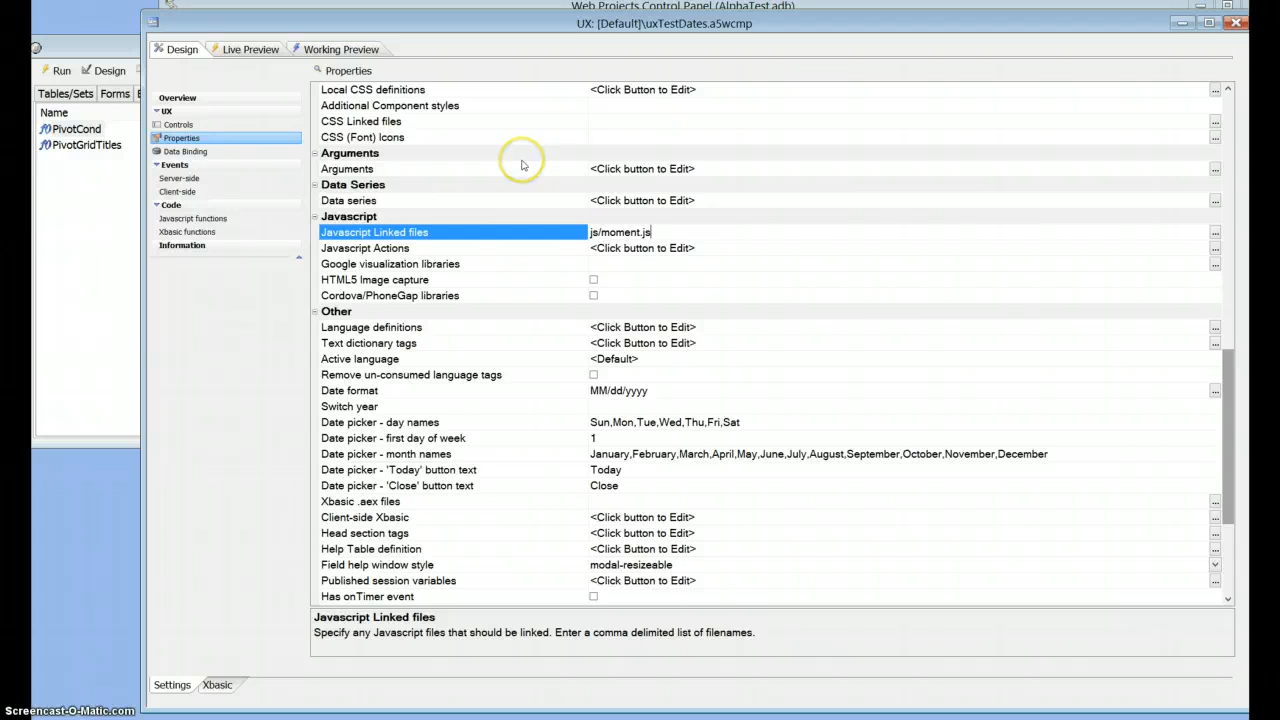 Web Projects Control Panel (AlphaTest.adb)
UX: [Default]\uxTestDates.a5wcmp
Design Live Preview Working Preview
Run Design
Tables/Sets Forms
Name
PivotCond
PivotGridTitles
Overview
UX
Controls
Properties
Data Binding
Events
Server-side
Client-side
Code
Javascript functions
Xbasic functions
Information
Properties
Local CSS definitions <Click Button to Edit> ...
Additional Component styles
CSS Linked files ...
CSS (Font) Icons ...
Arguments
Arguments <Click button to Edit> ...
Data Series
Data series <Click button to Edit> ...
Javascript
Javascript Linked files js/moment.js ...
Javascript Actions <Click button to Edit> ...
Google visualization libraries ...
HTML5 Image capture
Cordova/PhoneGap libraries
Other
Language definitions <Click Button to Edit> ...
Text dictionary tags <Click Button to Edit> ...
Active language <Default>
Remove un-consumed language tags
Date format MM/dd/yyyy ...
Switch year
Date picker - day names Sun,Mon,Tue,Wed,Thu,Fri,Sat
Date picker - first day of week 1
Date picker - month names January,February,March,April,May,June,July,August,September,October,November,December
Date picker - 'Today' button text Today
Date picker - 'Close' button text Close
Xbasic .aex files ...
Client-side Xbasic <Click button to Edit> ...
Head section tags <Click button to Edit> ...
Help Table definition <Click Button to Edit> ...
Field help window style modal-resizeable
Published session variables <Click Button to Edit> ...
Has onTimer event
Javascript Linked files
Specify any Javascript files that should be linked. Enter a comma delimited list of filenames.
Settings Xbasic
Screencast-O-Matic.com